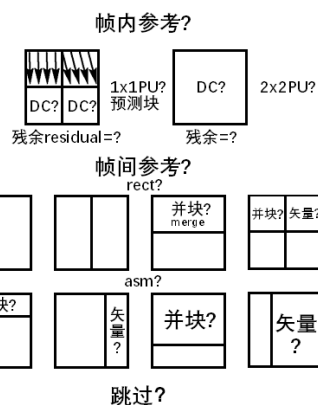 帧内参考?
DC? DC?
1x1PU?
预测块
DC?
2x2PU?
残余residual=?
残余=?
帧间参考?
rect?
并块?
merge
并块? 矢量?
asm?
块?
矢量?
并块?
矢量?
跳过?